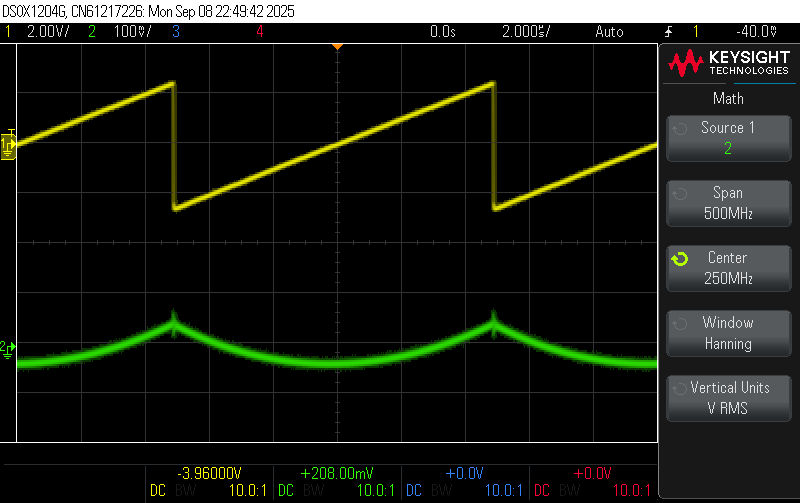 DSOX1204G, CN61217226: Mon Sep 08 22:49:42 2025
1 2.00V/ 2 100mV/ 3 4 0.0s 2.000s/ Auto 1 -40.0V
KEYSIGHT
TECHNOLOGIES
Math
Source 1
2
Span
500MHz
Center
250MHz
Window
Hanning
Vertical Units
V RMS
1
T
2
-3.96000V +208.00mV +0.0V +0.0V
DC BW 10.0:1 DC BW 10.0:1 DC BW 10.0:1 DC BW 10.0:1